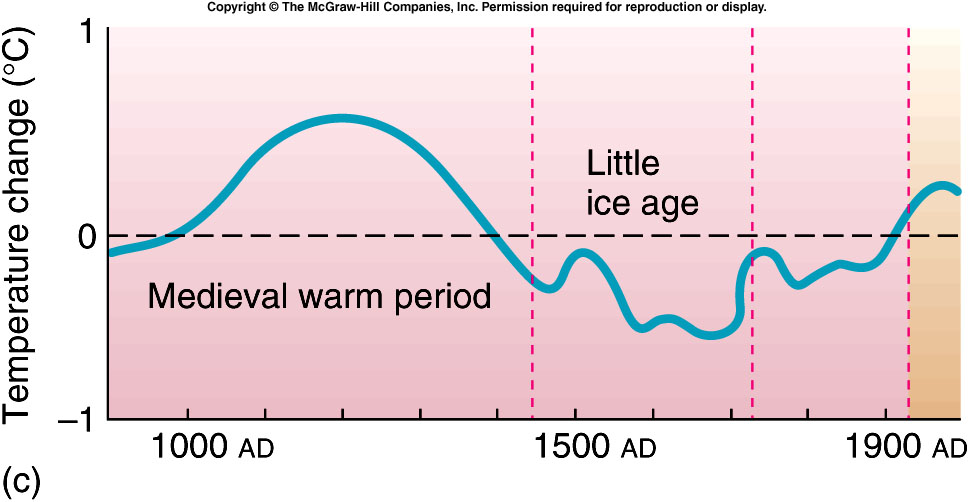 Copyright © The McGraw-Hill Companies, Inc. Permission required for reproduction or display.
Temperature change (°C)
1
0
−1
Little
ice age
Medieval warm period
1000 AD
1500 AD
1900 AD
(c)